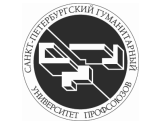 САНКТ-ПЕТЕРБУРГСКИЙ ГУМАНИТАРНЫЙ
УНИВЕРСИТЕТ ПРОФСОЮЗОВ